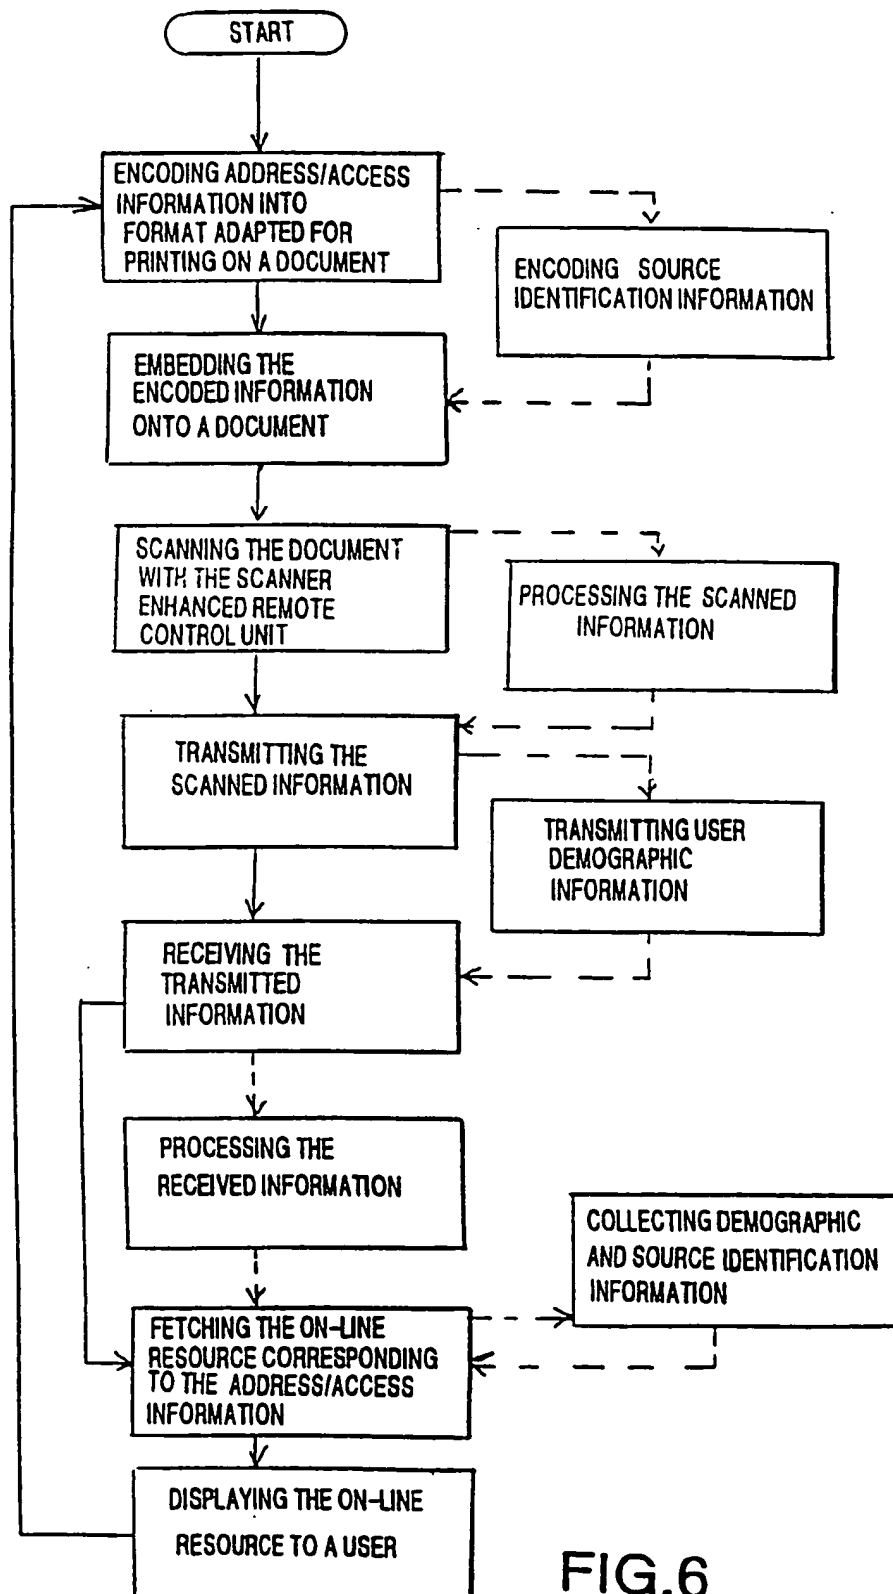 START
ENCODING ADDRESS/ACCESS
INFORMATION INTO
FORMAT ADAPTED FOR
PRINTING ON A DOCUMENT
ENCODING SOURCE
IDENTIFICATION INFORMATION
EMBEDDING THE
ENCODED INFORMATION
ONTO A DOCUMENT
SCANNING THE DOCUMENT
WITH THE SCANNER
ENHANCED REMOTE
CONTROL UNIT
PROCESSING THE SCANNED
INFORMATION
TRANSMITTING THE
SCANNED INFORMATION
TRANSMITTING USER
DEMOGRAPHIC
INFORMATION
RECEIVING THE
TRANSMITTED
INFORMATION
PROCESSING THE
RECEIVED INFORMATION
COLLECTING DEMOGRAPHIC
AND SOURCE IDENTIFICATION
INFORMATION
FETCHING THE ON-LINE
RESOURCE CORRESPONDING
TO THE ADDRESS/ACCESS
INFORMATION
DISPLAYING THE ON-LINE
RESOURCE TO A USER
FIG.6